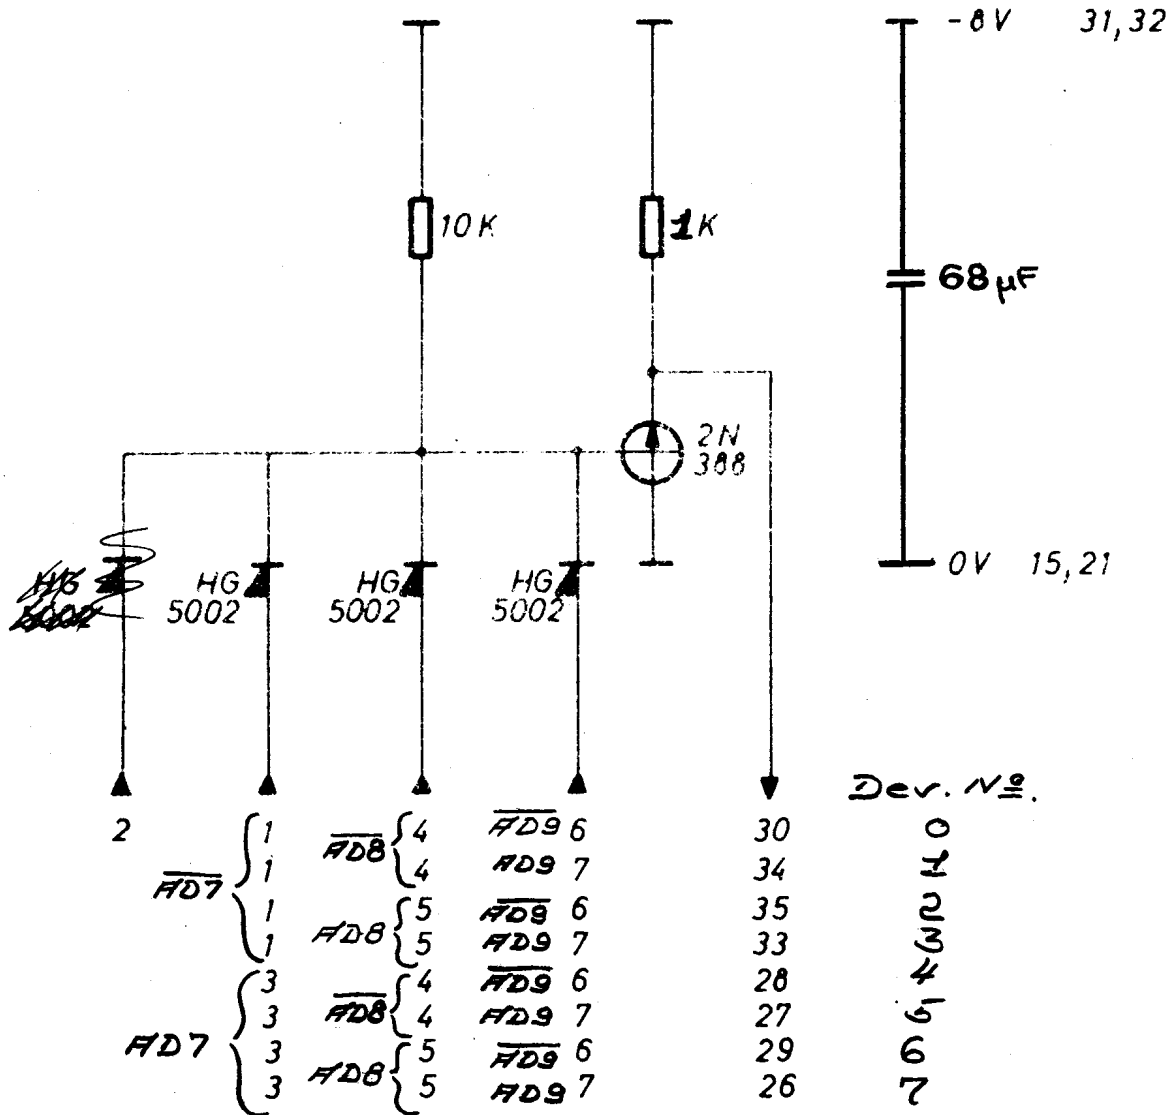 -8V 31,32
10K
1K
68µF
2N
388
0V 15,21
HG
5002
HG
5002
HG
5002
HG
5002
Dev. Nº.
2 1 4 AD9 6 30 0
AD8
1 4 AD9 7 34 1
AD7
1 5 AD9 6 35 2
AD8
1 5 AD9 7 33 3
3 4 AD9 6 28 4
AD8
3 4 AD9 7 27 5
AD7
3 5 AD9 6 29 6
AD8
3 5 AD9 7 26 7